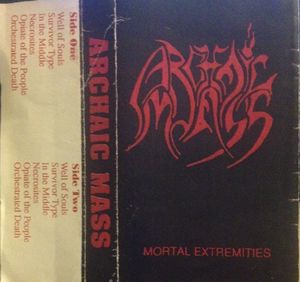 Side One
Well of Souls
Survivor Type
In the Middle
Necrosites
Opiate of the People
Orchestrated Death
Side Two
Well of Souls
Survivor Type
In the Middle
Necrosites
Opiate of the People
Orchestrated Death
ARCHAIC MASS
ARCHAIC
MASS
MORTAL EXTREMITIES